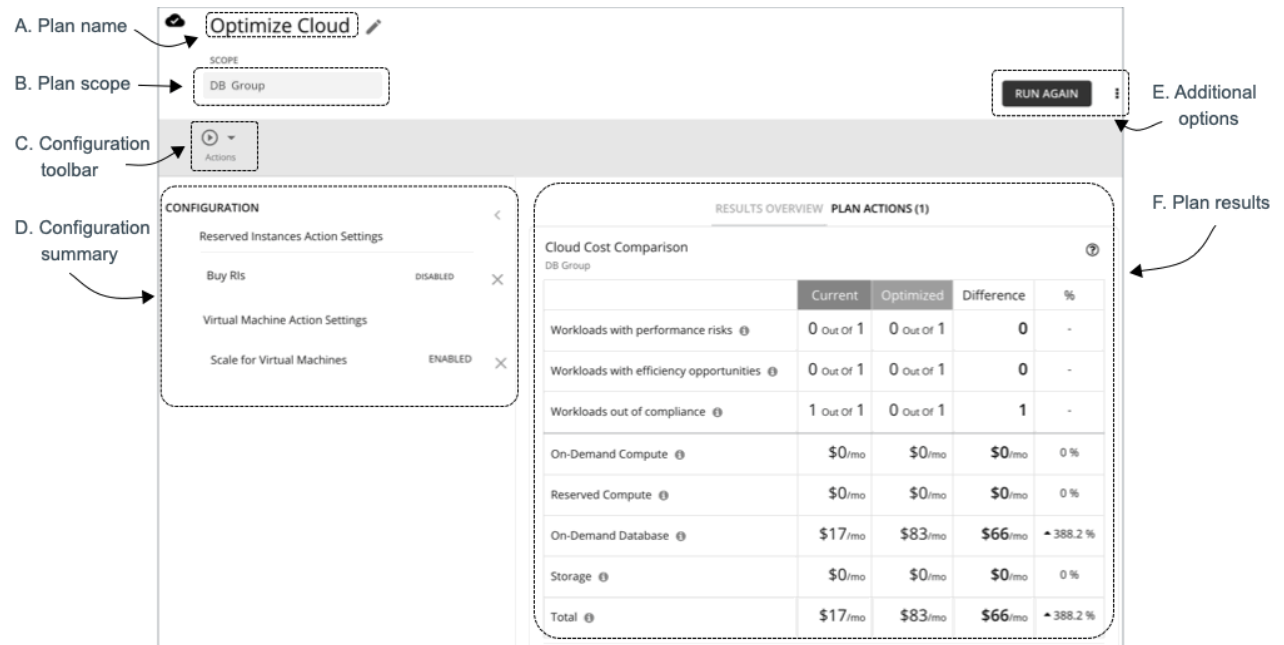 A. Plan name
Optimize Cloud
SCOPE
B. Plan scope
DB Group
RUN AGAIN
E. Additional
options
C. Configuration
toolbar
Actions
D. Configuration
summary
CONFIGURATION
Reserved Instances Action Settings
Buy RIs DISABLED
Virtual Machine Action Settings
Scale for Virtual Machines ENABLED
F. Plan results
RESULTS OVERVIEW PLAN ACTIONS (1)
Cloud Cost Comparison
DB Group
Current Optimized Difference %
Workloads with performance risks 0 Out Of 1 0 Out Of 1 0 -
Workloads with efficiency opportunities 0 Out Of 1 0 Out Of 1 0 -
Workloads out of compliance 1 Out Of 1 0 Out Of 1 1 -
On-Demand Compute $0/mo $0/mo $0/mo 0 %
Reserved Compute $0/mo $0/mo $0/mo 0 %
On-Demand Database $17/mo $83/mo $66/mo 388.2 %
Storage $0/mo $0/mo $0/mo 0 %
Total $17/mo $83/mo $66/mo 388.2 %